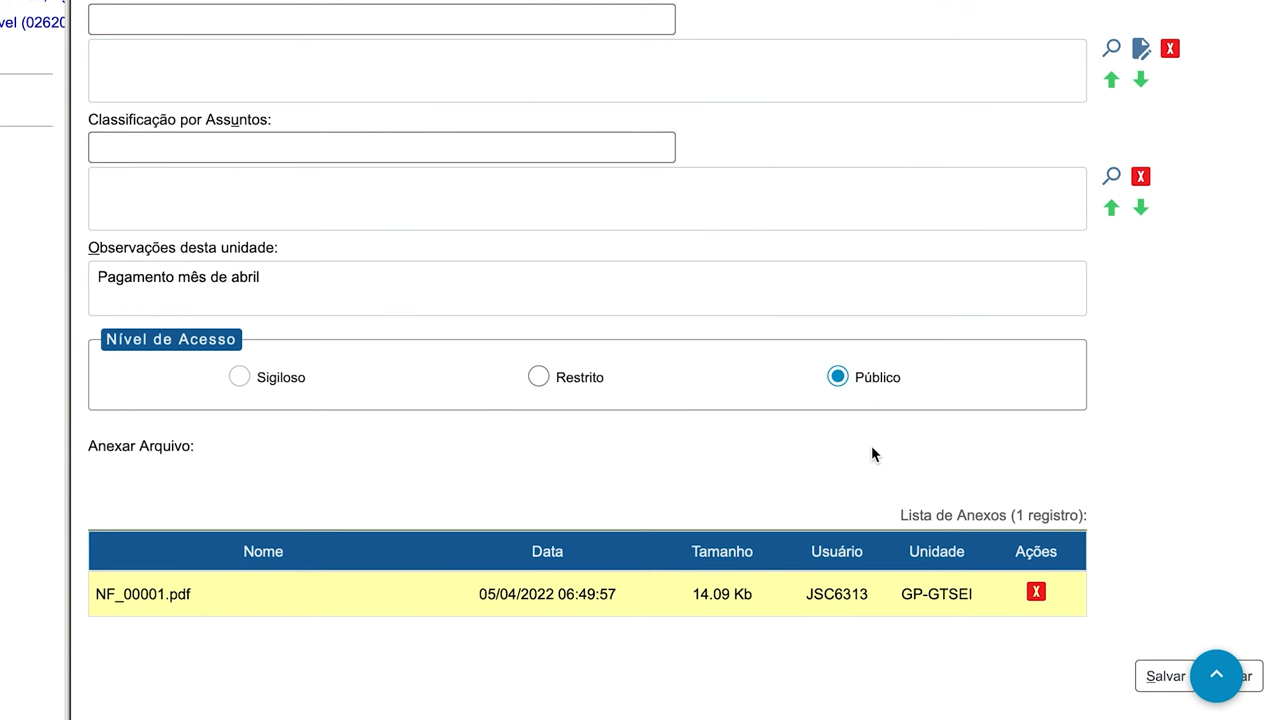 vel (02620
Classificação por Assuntos:
Observações desta unidade:
Pagamento mês de abril
Nível de Acesso
Sigiloso Restrito Público
Anexar Arquivo:
Lista de Anexos (1 registro):
Nome Data Tamanho Usuário Unidade Ações
NF_00001.pdf 05/04/2022 06:49:57 14.09 Kb JSC6313 GP-GTSEI X
Salvar